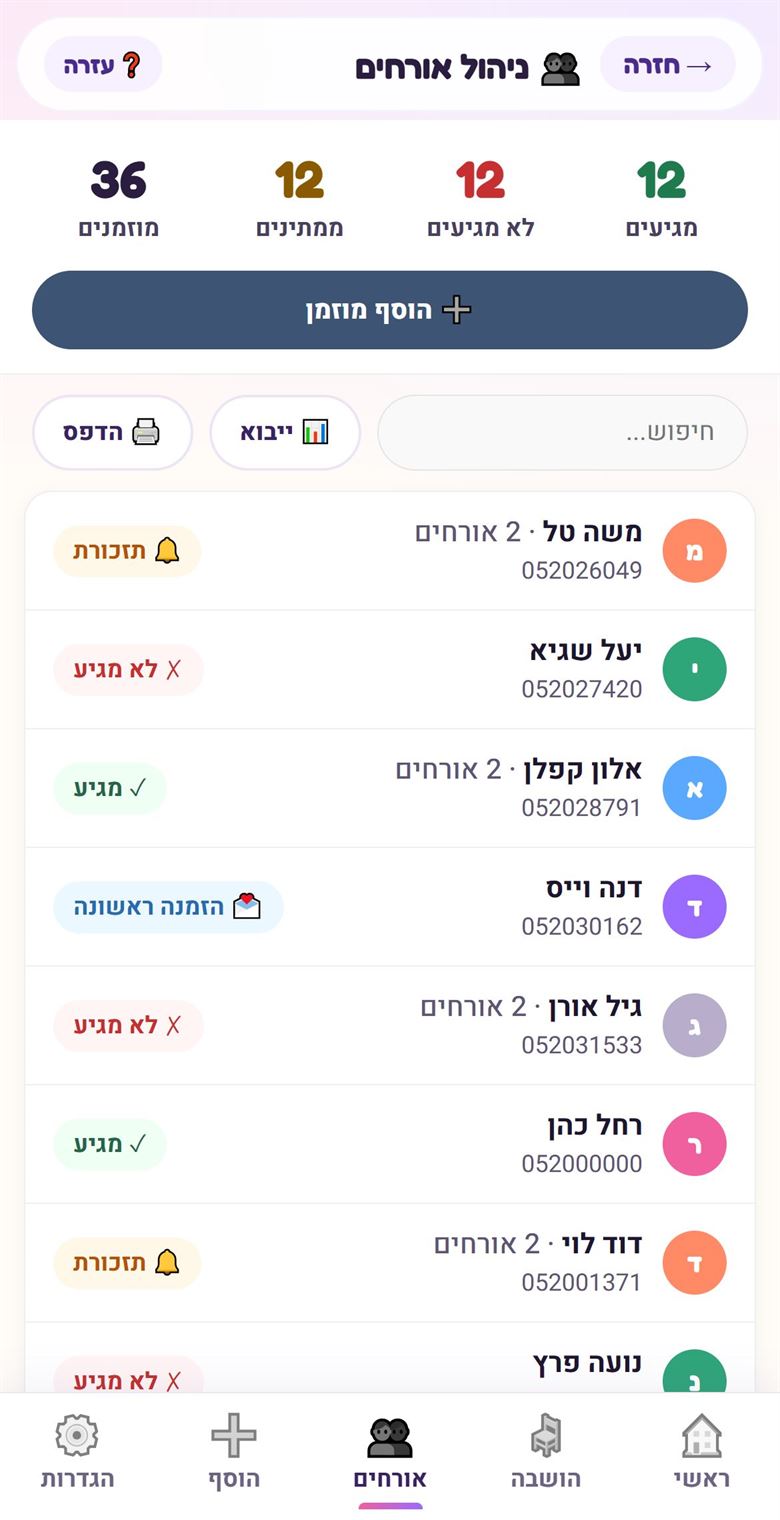 → חזרה
👥 ניהול אורחים
❓ עזרה
12
מגיעים
12
לא מגיעים
12
ממתינים
36
מוזמנים
➕ הוסף מוזמן
חיפוש...
📊 ייבוא
🖨️ הדפס
מ
משה טל · 2 אורחים
052026049
🔔 תזכורת
י
יעל שגיא
052027420
✗ לא מגיע
א
אלון קפלן · 2 אורחים
052028791
✓ מגיע
ד
דנה וייס
052030162
💌 הזמנה ראשונה
ג
גיל אורן · 2 אורחים
052031533
✗ לא מגיע
ר
רחל כהן
052000000
✓ מגיע
ד
דוד לוי · 2 אורחים
052001371
🔔 תזכורת
נ
נועה פרץ
✗ לא מגיע
ראשי
הושבה
אורחים
הוסף
הגדרות